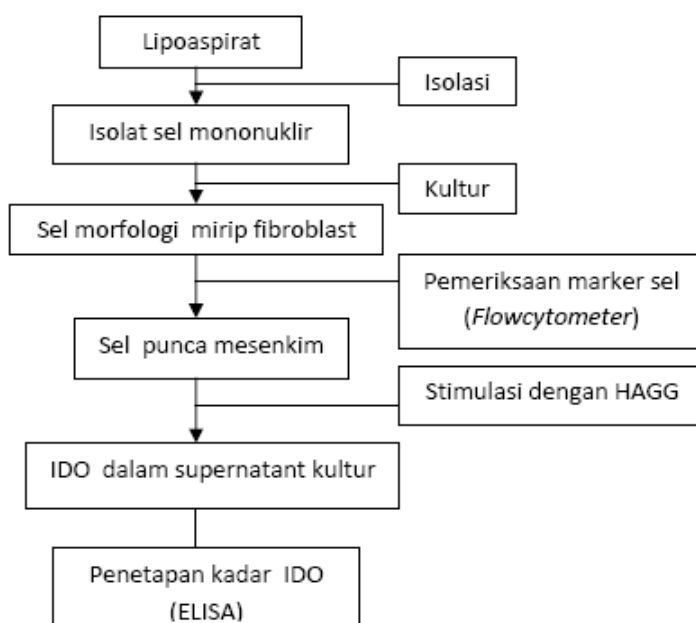 Lipoaspirat
Isolasi
Isolat sel mononuklir
Kultur
Sel morfologi mirip fibroblast
Pemeriksaan marker sel
(Flowcytometer)
Sel punca mesenkim
Stimulasi dengan HAGG
IDO dalam supernatant kultur
Penetapan kadar IDO
(ELISA)